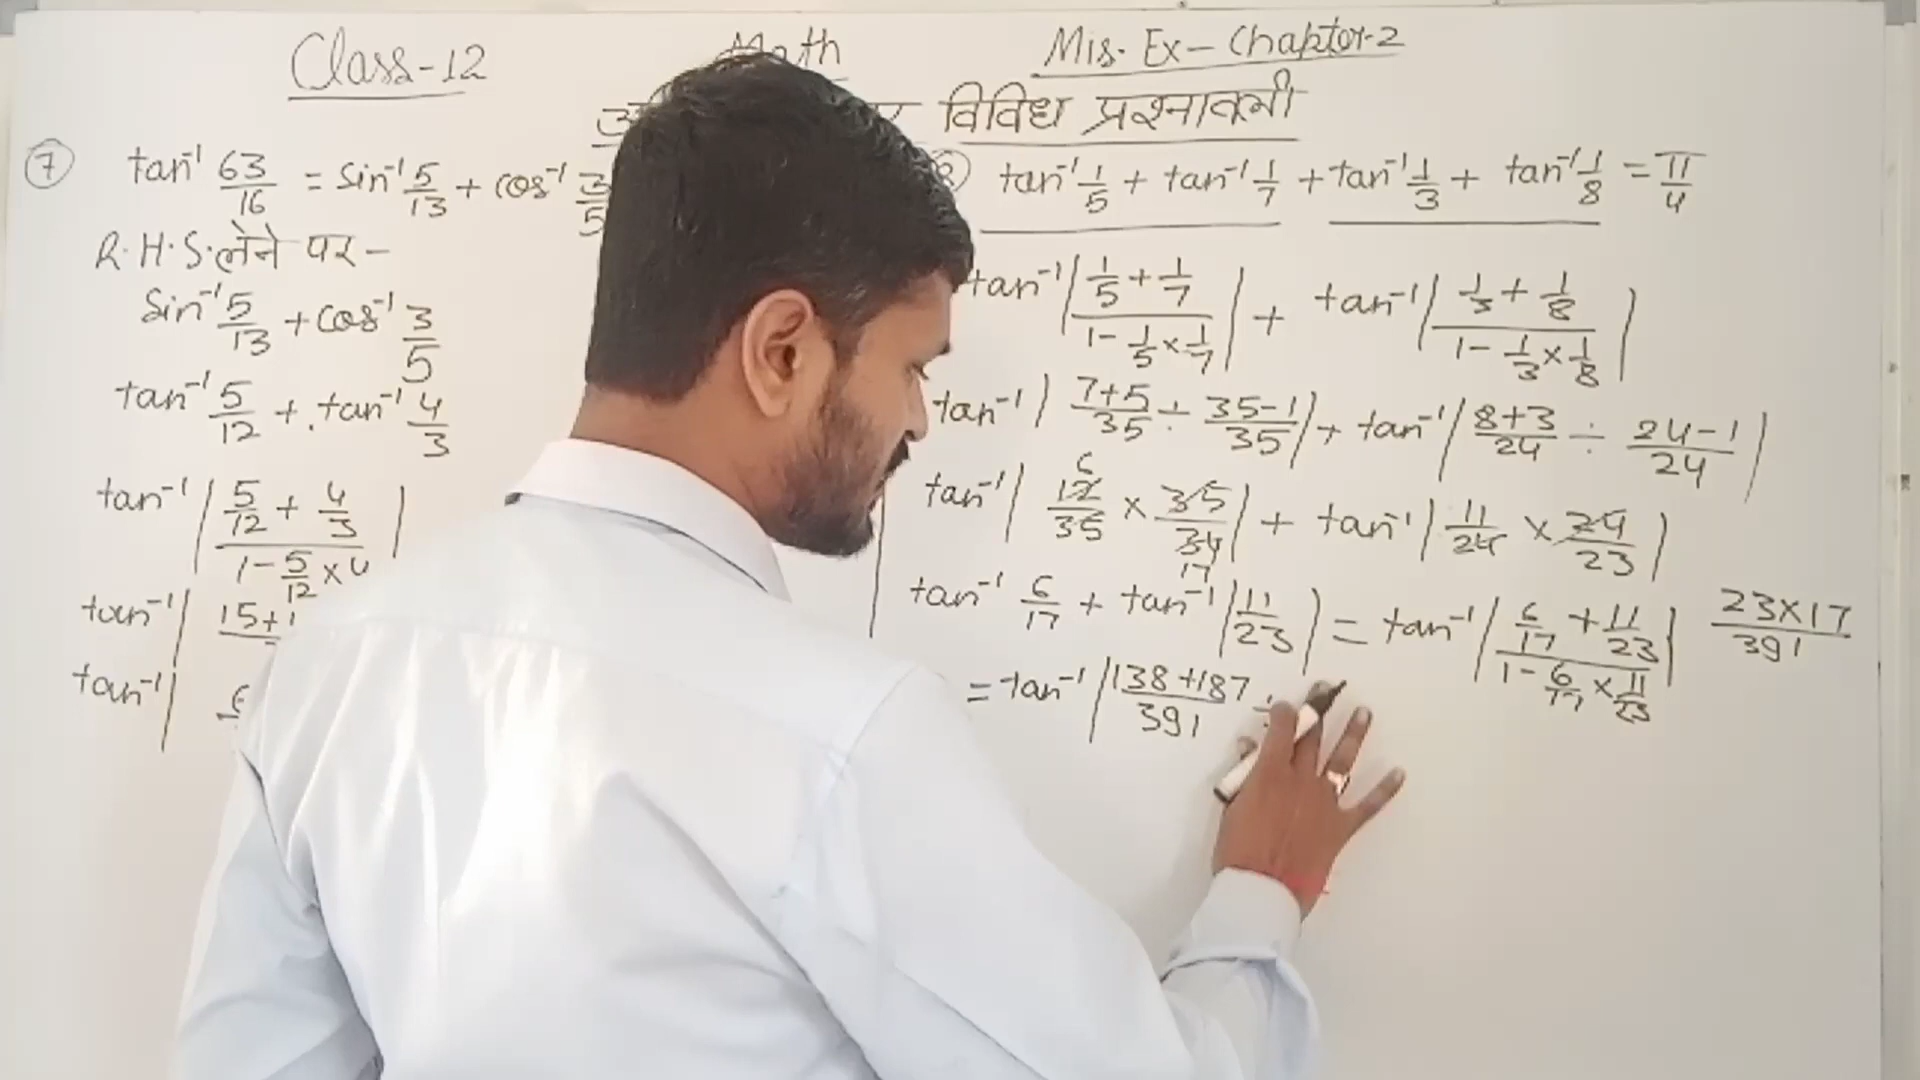 Class-12
Math
Mis. Ex- Chapter-2
विविध प्रश्नावली
7 tan⁻¹ 63/16 = sin⁻¹ 5/13 + cos⁻¹ 3/5
R.H.S. लेने पर-
sin⁻¹ 5/13 + cos⁻¹ 3/5
tan⁻¹ 5/12 + tan⁻¹ 4/3
tan⁻¹ | (5/12 + 4/3)/(1 - 5/12 × 4
tan⁻¹ | 15+1
tan⁻¹ |
tan⁻¹ 1/5 + tan⁻¹ 1/7 + tan⁻¹ 1/3 + tan⁻¹ 1/8 = π/4
tan⁻¹ | (1/5 + 1/7)/(1 - 1/5 × 1/7) | + tan⁻¹ | (1/3 + 1/8)/(1 - 1/3 × 1/8) |
tan⁻¹ | (7+5)/35 ÷ (35-1)/35 | + tan⁻¹ | (8+3)/24 ÷ (24-1)/24 |
6
tan⁻¹ | 12/35 × 35/34 | + tan⁻¹ | 11/24 × 24/23 |
17
tan⁻¹ 6/17 + tan⁻¹ | 11/23 | = tan⁻¹ | (6/17 + 11/23)/(1 - 6/17 × 11/23) | 23×17/391
= tan⁻¹ | (138+187)/391 ÷